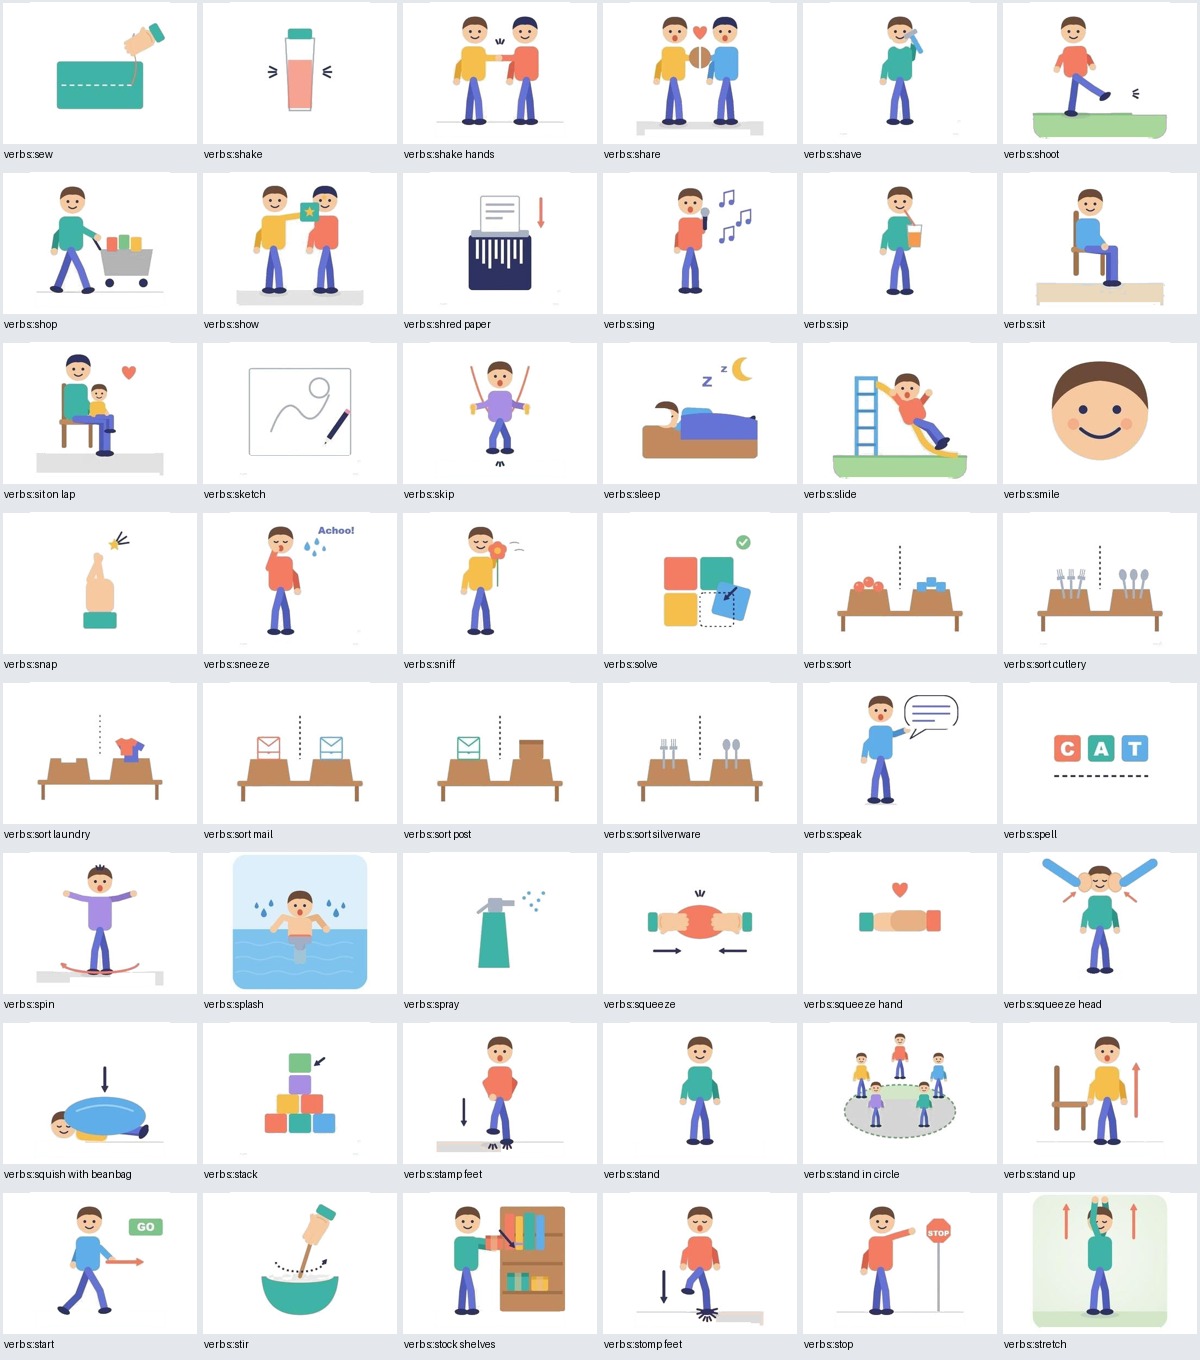 verbs::sew
verbs::shake
verbs::shake hands
verbs::share
verbs::shave
verbs::shoot
verbs::shop
verbs::show
verbs::shred paper
verbs::sing
verbs::sip
verbs::sit
Z
z
verbs::sit on lap
verbs::sketch
verbs::skip
verbs::sleep
verbs::slide
verbs::smile
Achoo!
verbs::snap
verbs::sneeze
verbs::sniff
verbs::solve
verbs::sort
verbs::sort cutlery
C A T
verbs::sort laundry
verbs::sort mail
verbs::sort post
verbs::sort silverware
verbs::speak
verbs::spell
verbs::spin
verbs::splash
verbs::spray
verbs::squeeze
verbs::squeeze hand
verbs::squeeze head
verbs::squish with beanbag
verbs::stack
verbs::stamp feet
verbs::stand
verbs::stand in circle
verbs::stand up
GO
STOP
verbs::start
verbs::stir
verbs::stock shelves
verbs::stomp feet
verbs::stop
verbs::stretch